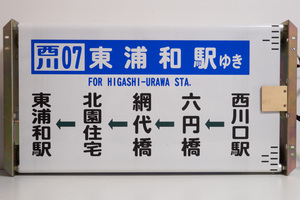 西川07 東浦和駅ゆき
FOR HIGASHI-URAWA STA.
西川口駅
←
六円橋
←
網代橋
←
北園住宅
←
東浦和駅